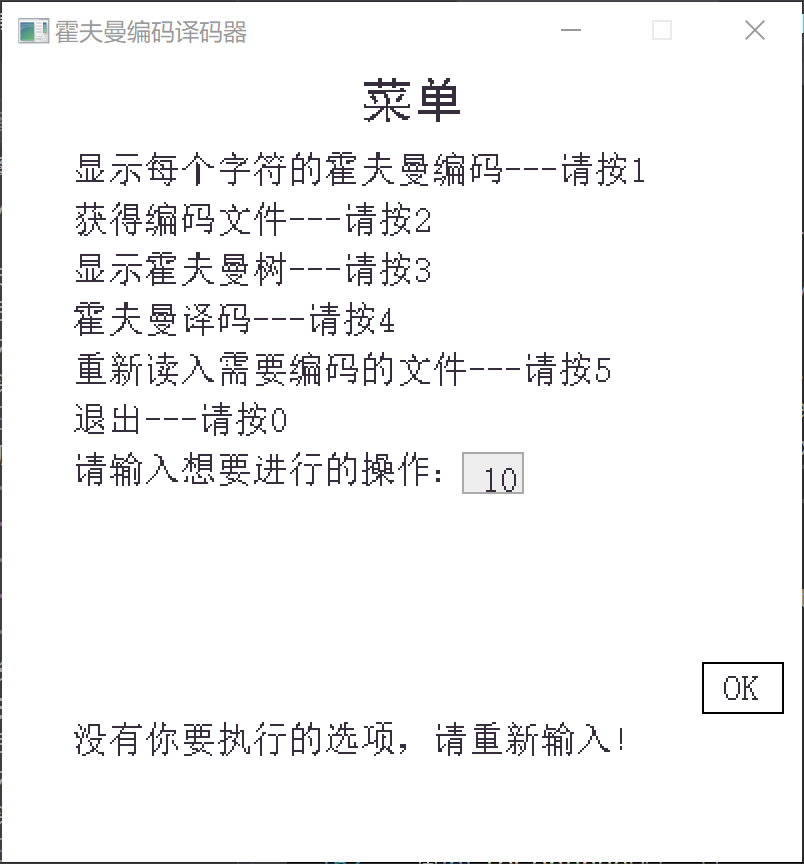 霍夫曼编码译码器
菜单
显示每个字符的霍夫曼编码---请按1
获得编码文件---请按2
显示霍夫曼树---请按3
霍夫曼译码---请按4
重新读入需要编码的文件---请按5
退出---请按0
请输入想要进行的操作：10
OK
没有你要执行的选项，请重新输入！